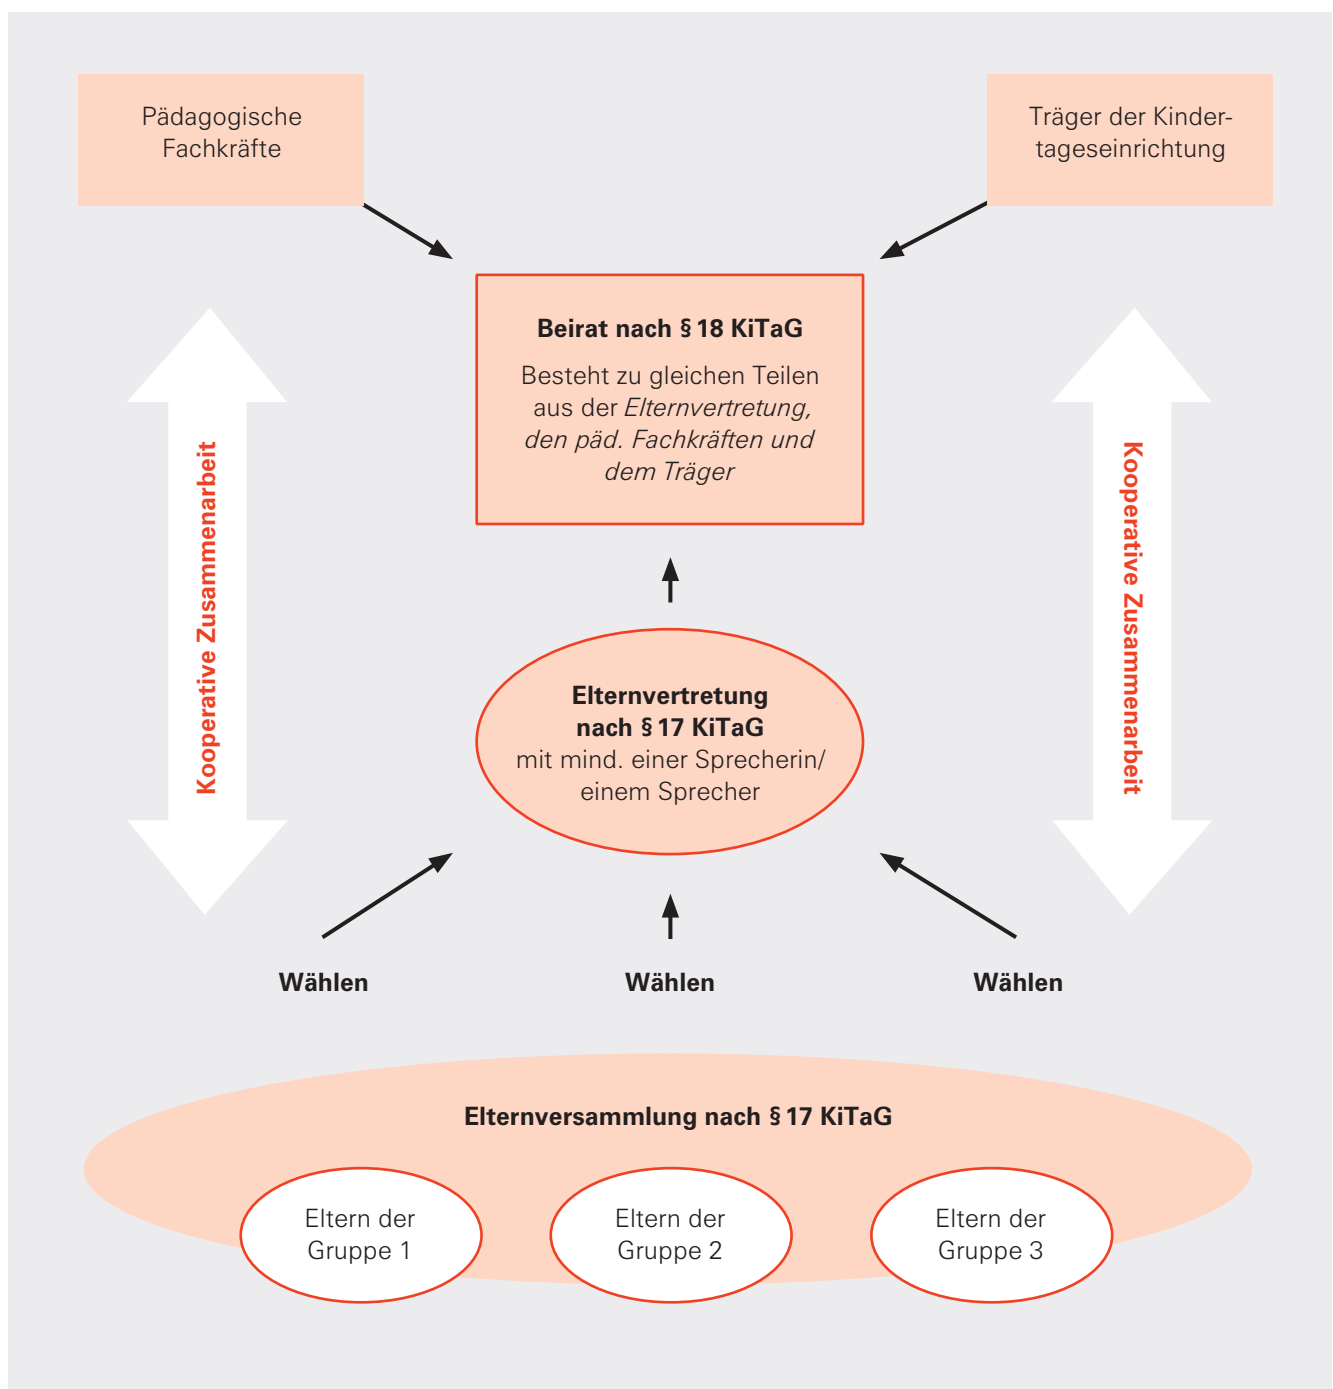 Pädagogische
Fachkräfte
Träger der Kinder-
tageseinrichtung
Beirat nach § 18 KiTaG
Besteht zu gleichen Teilen
aus der Elternvertretung,
den päd. Fachkräften und
dem Träger
Kooperative Zusammenarbeit
Kooperative Zusammenarbeit
Elternvertretung
nach § 17 KiTaG
mit mind. einer Sprecherin/
einem Sprecher
Wählen
Wählen
Wählen
Elternversammlung nach § 17 KiTaG
Eltern der
Gruppe 1
Eltern der
Gruppe 2
Eltern der
Gruppe 3